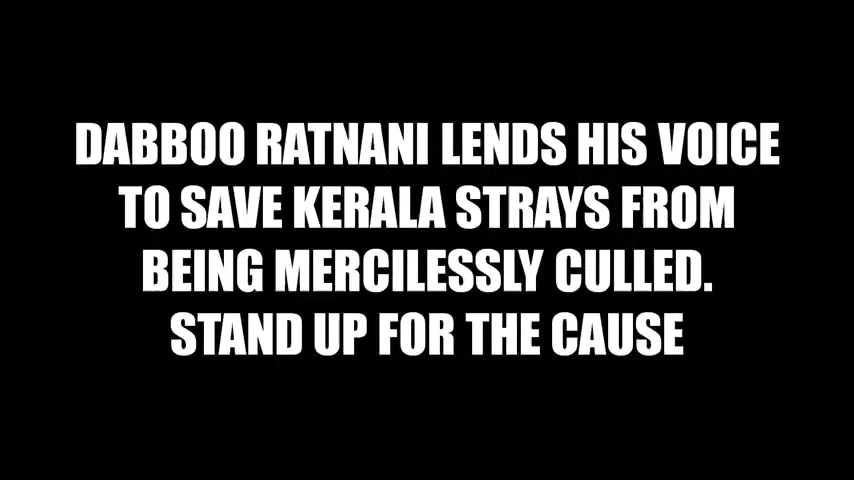 DABBOO RATNANI LENDS HIS VOICE
TO SAVE KERALA STRAYS FROM
BEING MERCILESSLY CULLED.
STAND UP FOR THE CAUSE